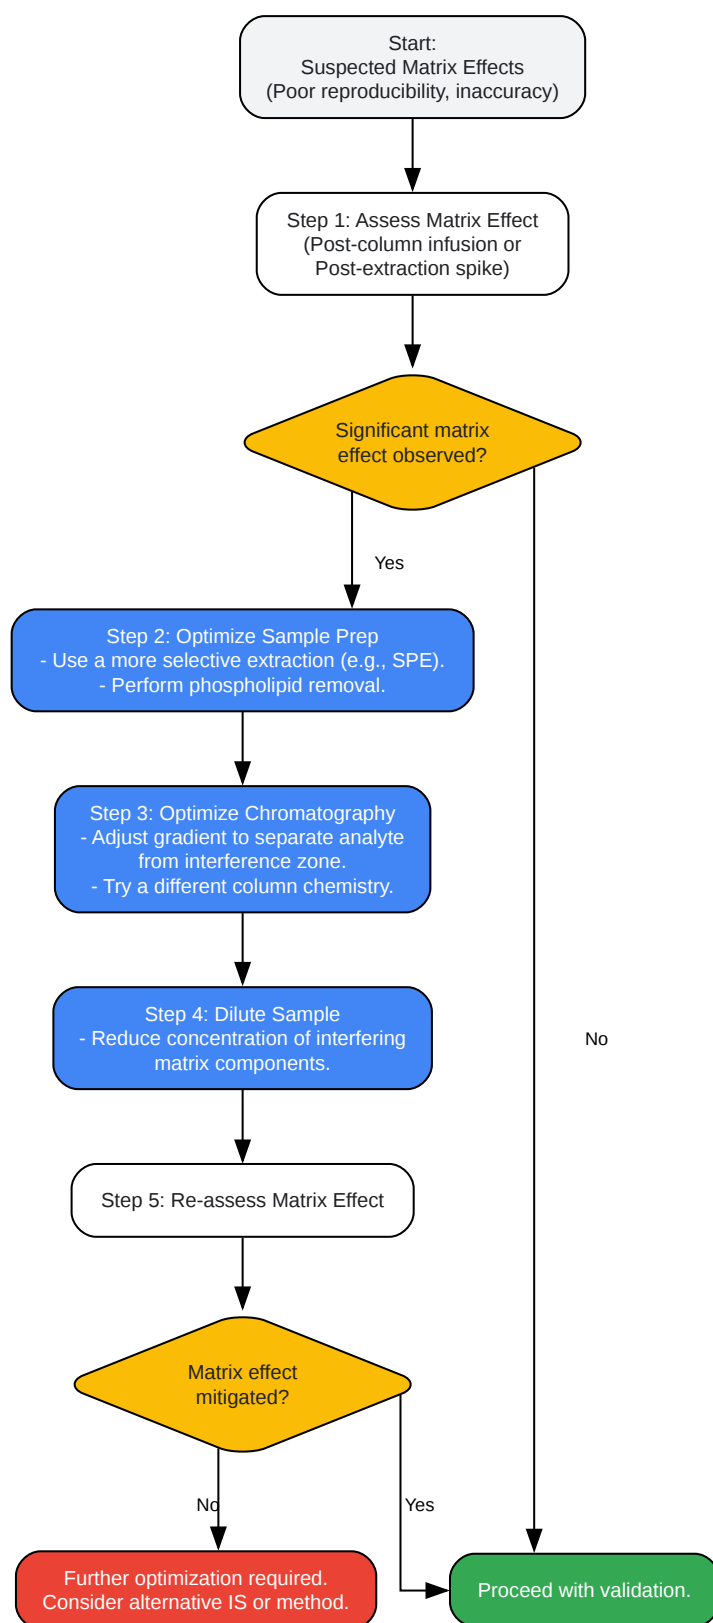 Start:
Suspected Matrix Effects
(Poor reproducibility, inaccuracy)
Step 1: Assess Matrix Effect
(Post-column infusion or
Post-extraction spike)
Significant matrix
effect observed?
Yes
Step 2: Optimize Sample Prep
- Use a more selective extraction (e.g., SPE).
- Perform phospholipid removal.
Step 3: Optimize Chromatography
- Adjust gradient to separate analyte
from interference zone.
- Try a different column chemistry.
Step 4: Dilute Sample
- Reduce concentration of interfering
matrix components.
No
Step 5: Re-assess Matrix Effect
Matrix effect
mitigated?
No
Yes
Further optimization required.
Consider alternative IS or method.
Proceed with validation.